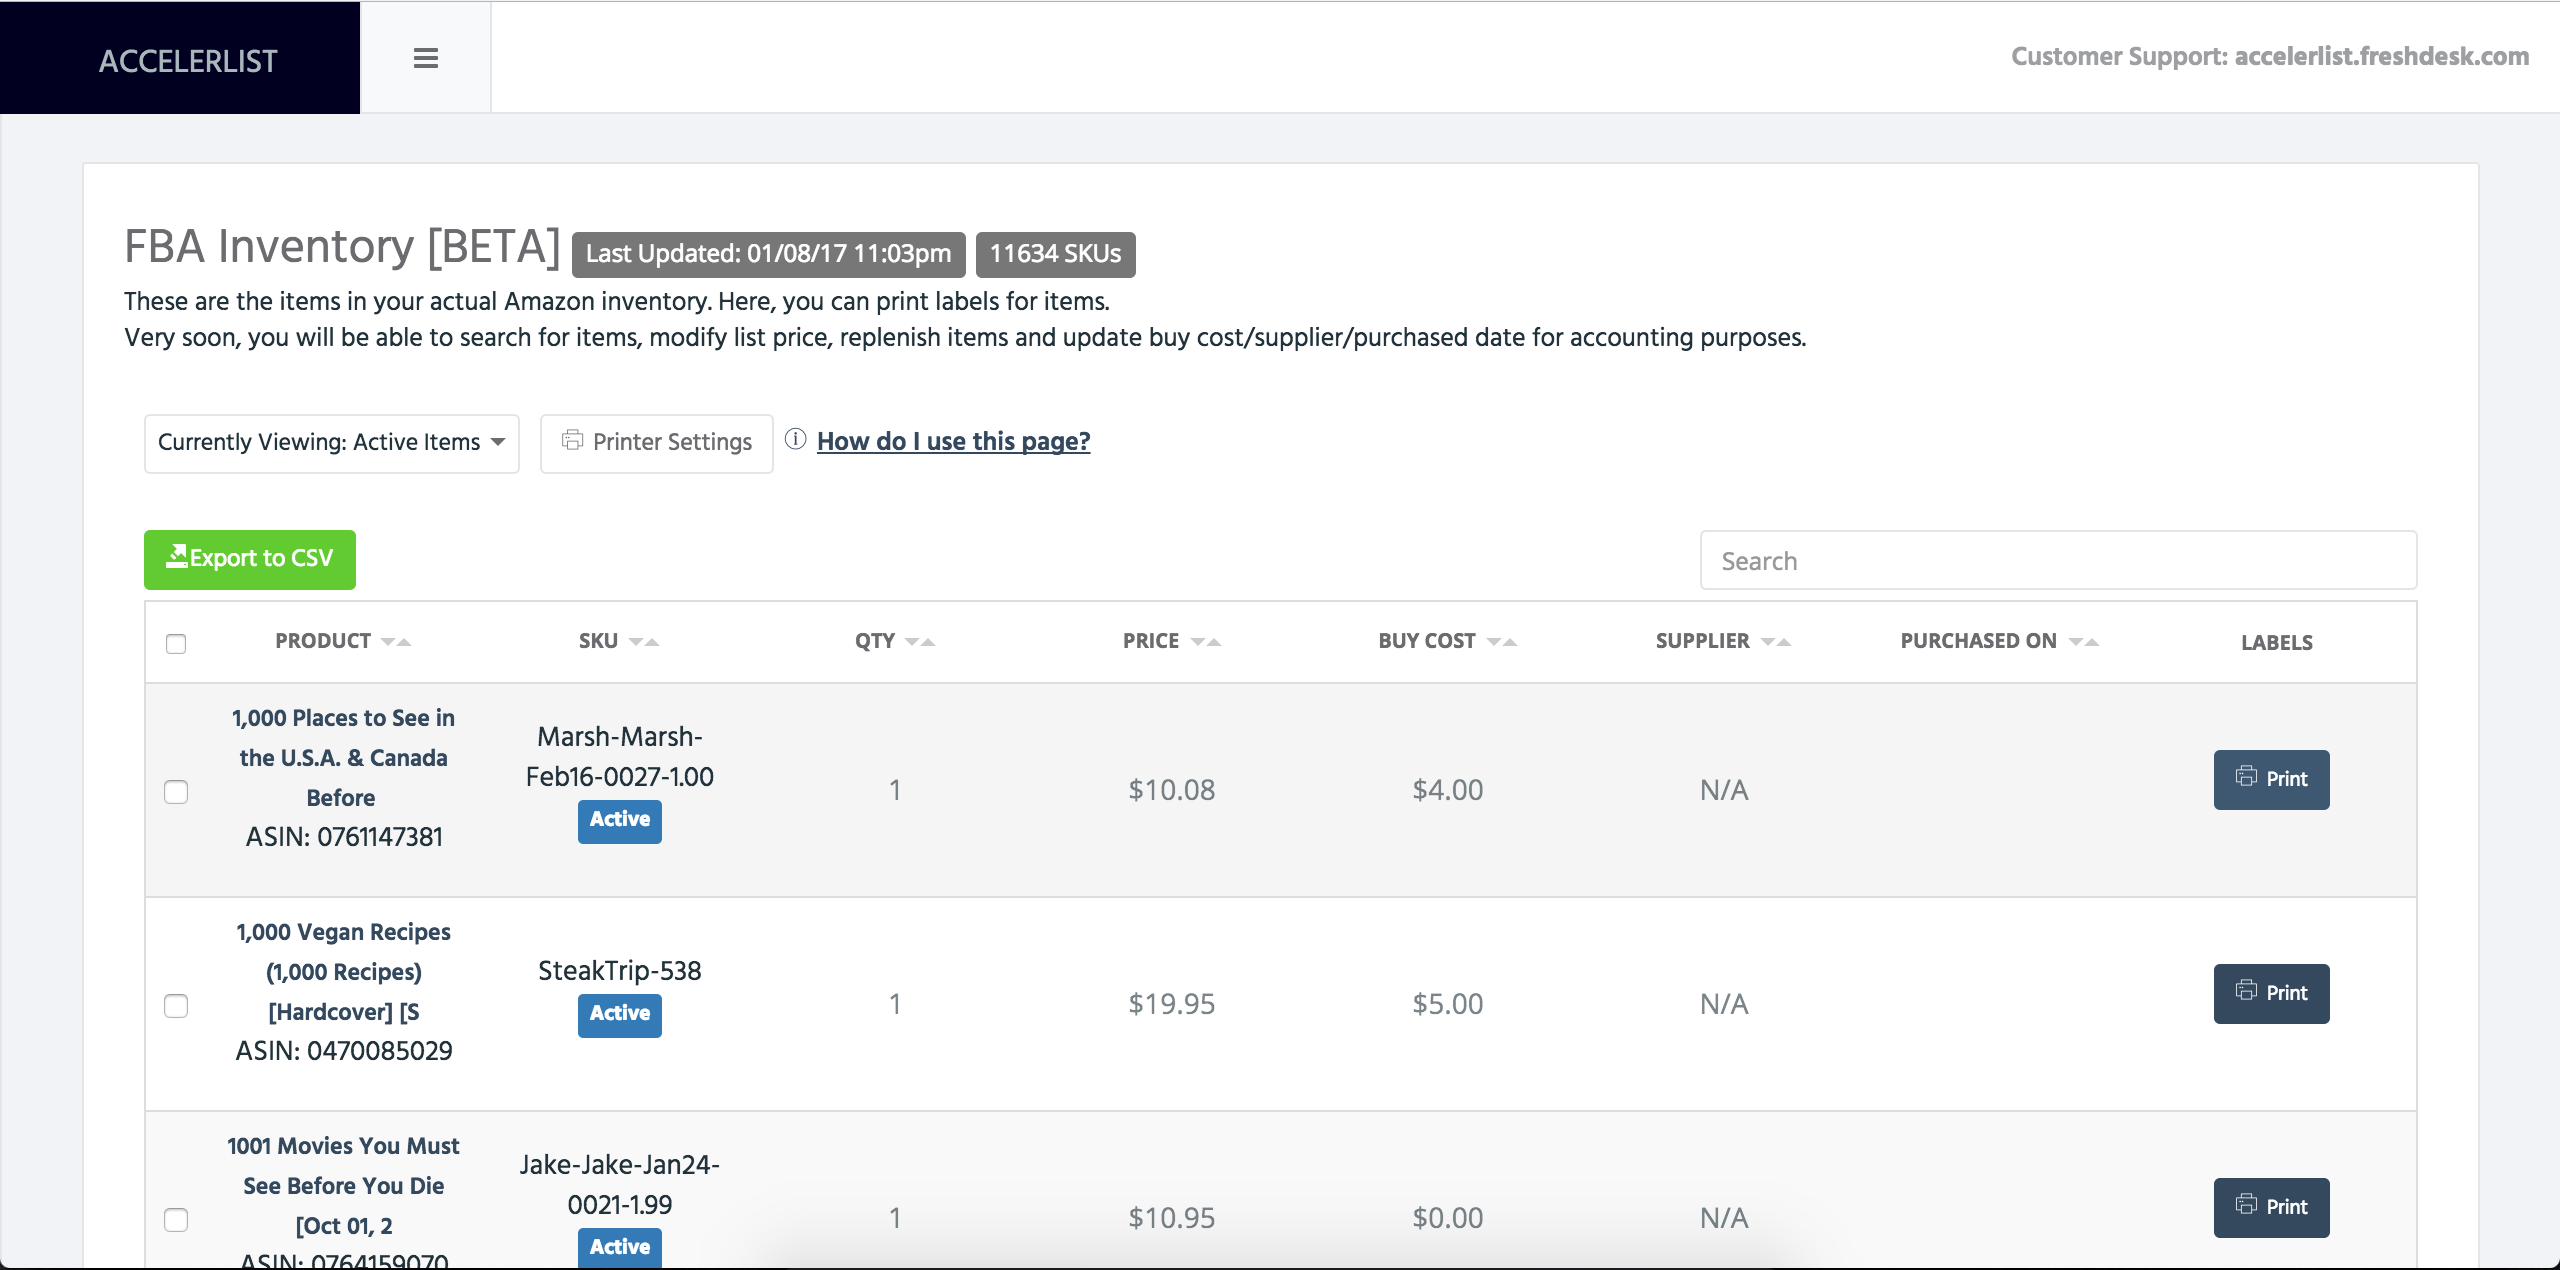 ACCELERLIST
Customer Support: accelerlist.freshdesk.com
FBA Inventory [BETA] Last Updated: 01/08/17 11:03pm 11634 SKUs
These are the items in your actual Amazon inventory. Here, you can print labels for items.
Very soon, you will be able to search for items, modify list price, replenish items and update buy cost/supplier/purchased date for accounting purposes.
Currently Viewing: Active Items Printer Settings How do I use this page?
Export to CSV Search
PRODUCT SKU QTY PRICE BUY COST SUPPLIER PURCHASED ON LABELS
1,000 Places to See in
the U.S.A. & Canada
Before
ASIN: 0761147381
Marsh-Marsh-
Feb16-0027-1.00
Active
1 $10.08 $4.00 N/A Print
1,000 Vegan Recipes
(1,000 Recipes)
[Hardcover] [S
ASIN: 0470085029
SteakTrip-538
Active
1 $19.95 $5.00 N/A Print
1001 Movies You Must
See Before You Die
[Oct 01, 2
ASIN: 0764159070
Jake-Jake-Jan24-
0021-1.99
Active
1 $10.95 $0.00 N/A Print